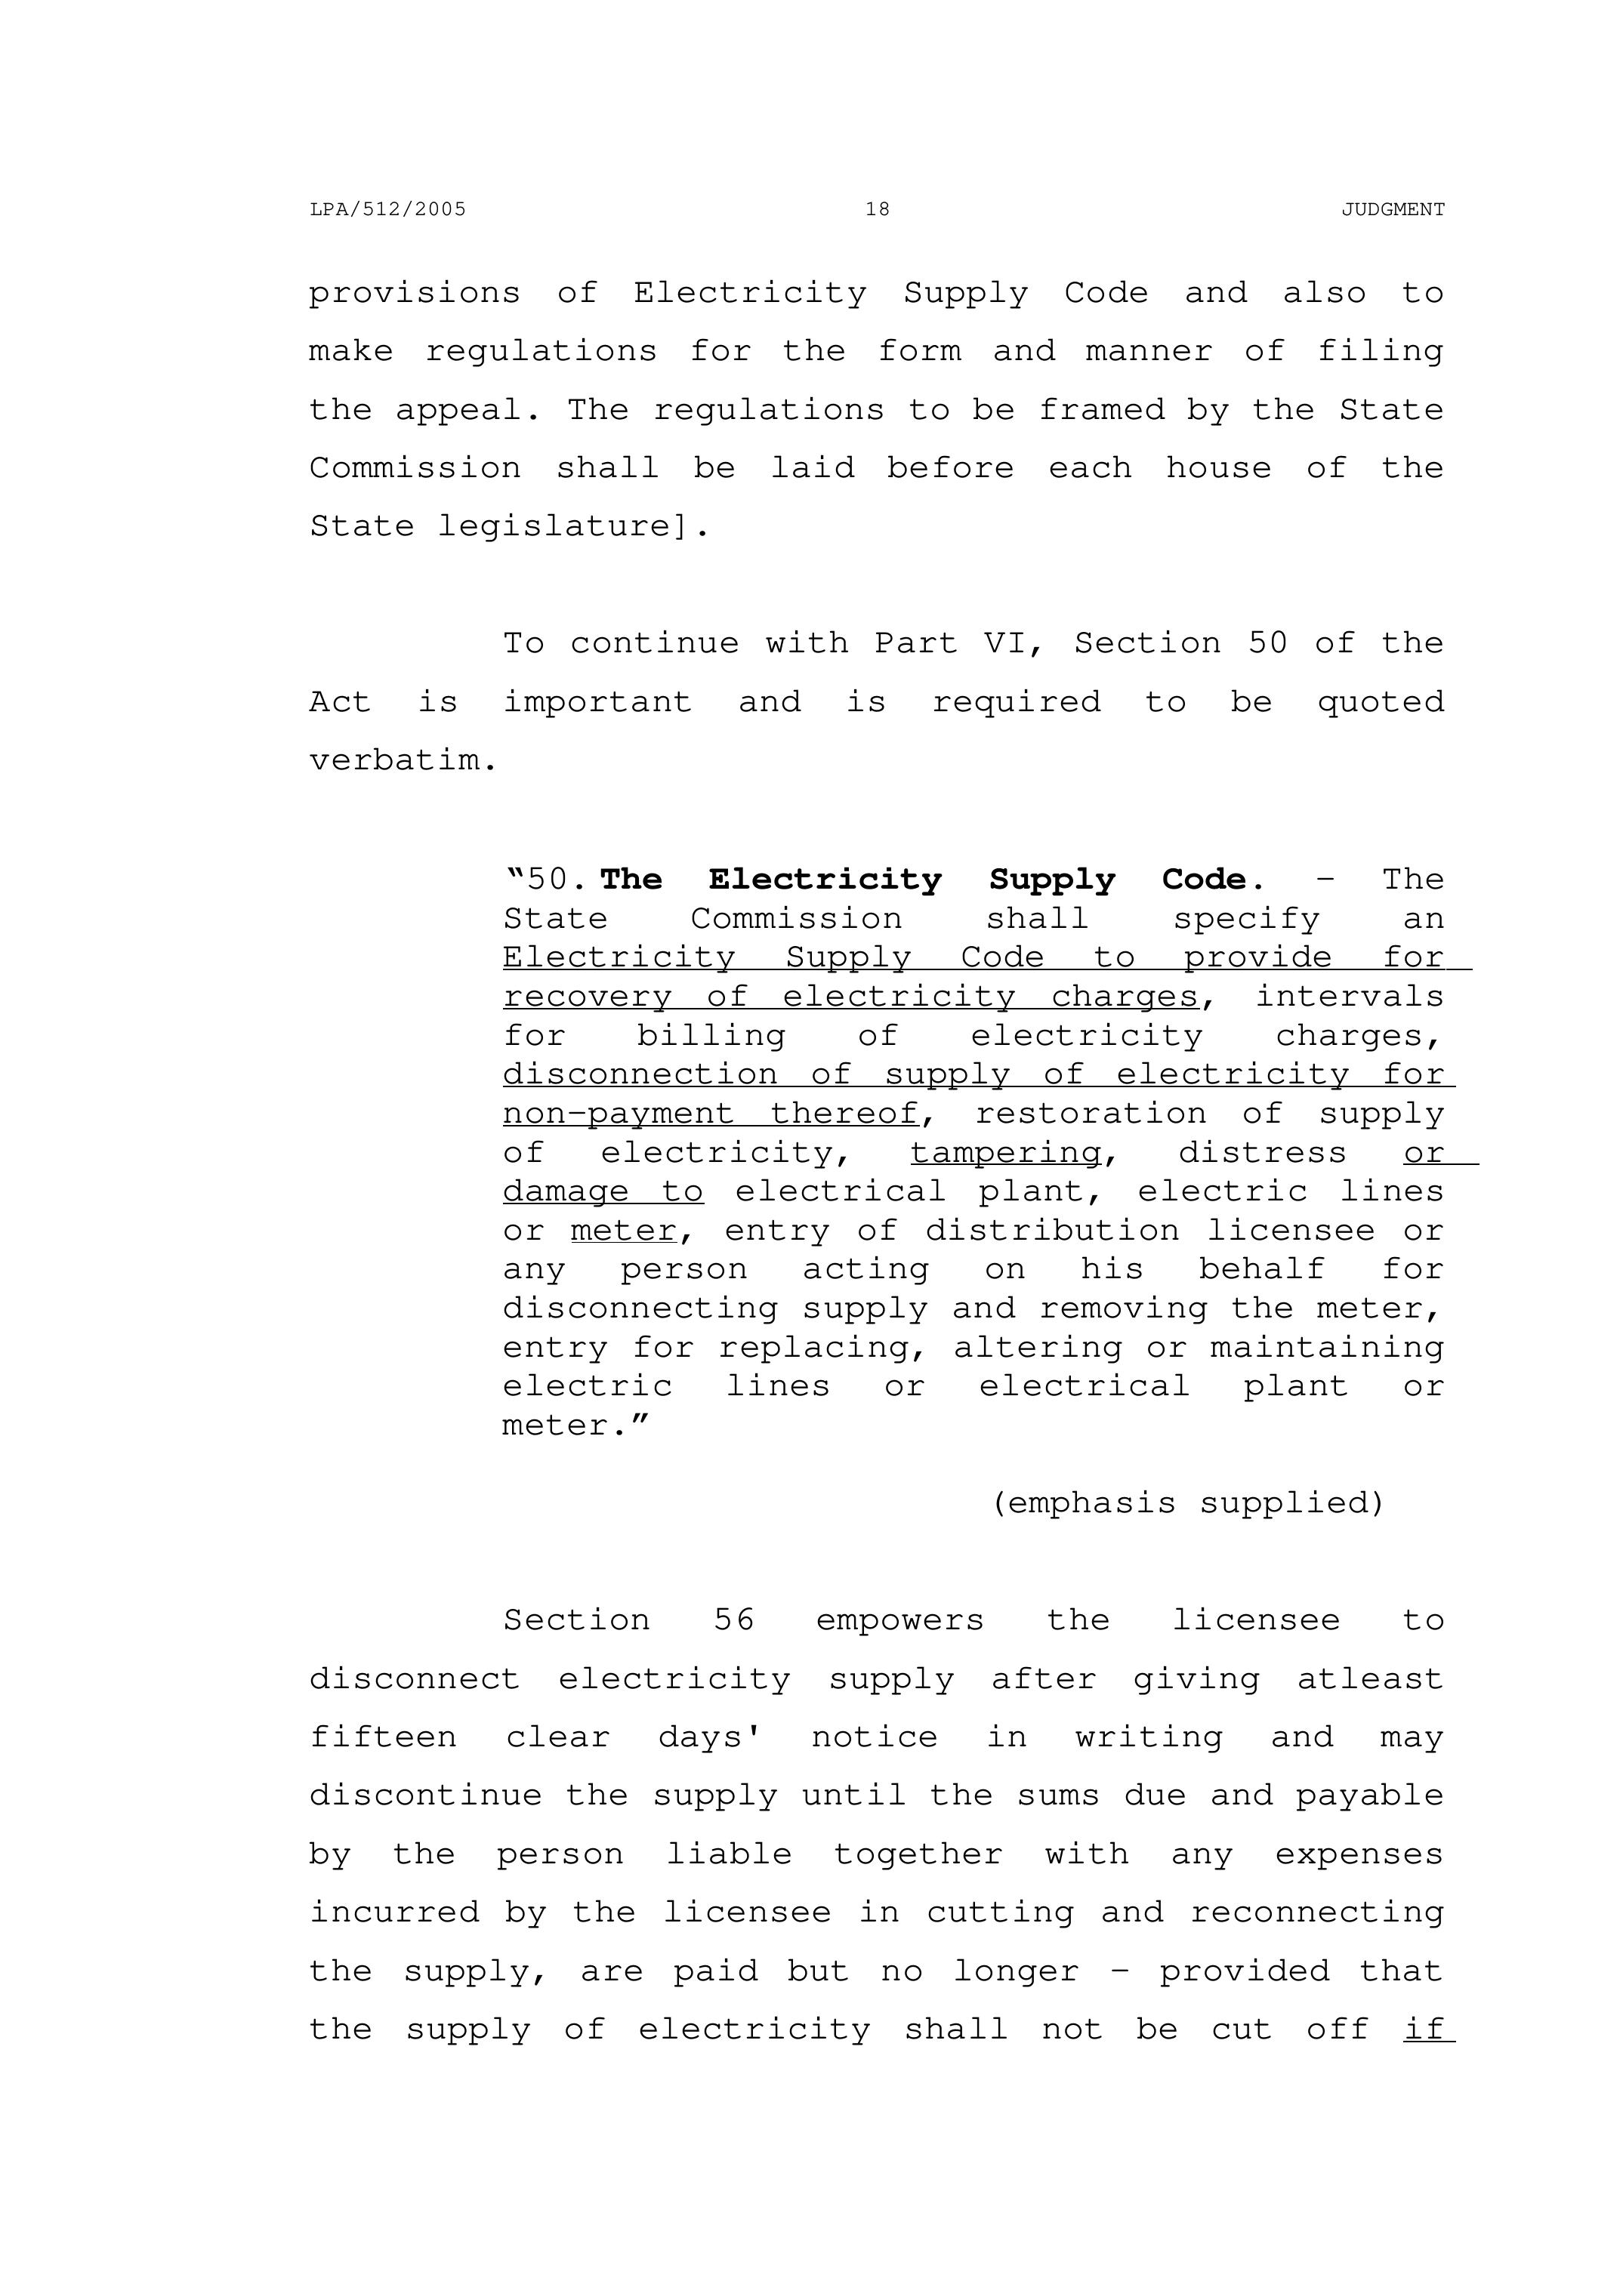 LPA/512/2005 18 JUDGMENT
provisions of Electricity Supply Code and also to
make regulations for the form and manner of filing
the appeal. The regulations to be framed by the State
Commission shall be laid before each house of the
State legislature].
To continue with Part VI, Section 50 of the
Act is important and is required to be quoted
verbatim.
“50. The Electricity Supply Code. – The
State Commission shall specify an
Electricity Supply Code to provide for
recovery of electricity charges, intervals
for billing of electricity charges,
disconnection of supply of electricity for
non-payment thereof, restoration of supply
of electricity, tampering, distress or
damage to electrical plant, electric lines
or meter, entry of distribution licensee or
any person acting on his behalf for
disconnecting supply and removing the meter,
entry for replacing, altering or maintaining
electric lines or electrical plant or
meter.”
(emphasis supplied)
Section 56 empowers the licensee to
disconnect electricity supply after giving atleast
fifteen clear days' notice in writing and may
discontinue the supply until the sums due and payable
by the person liable together with any expenses
incurred by the licensee in cutting and reconnecting
the supply, are paid but no longer – provided that
the supply of electricity shall not be cut off if